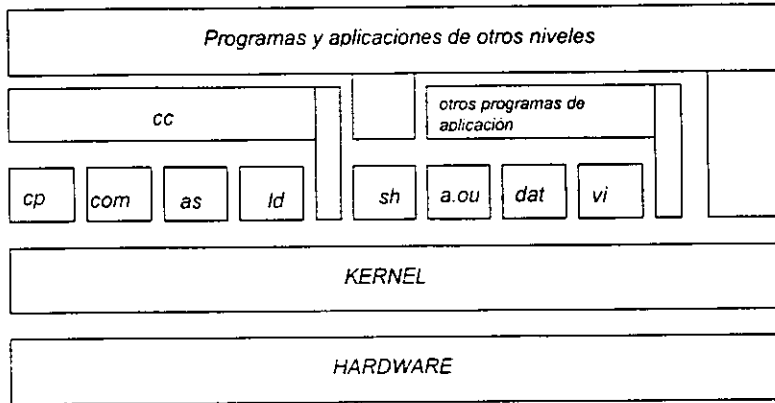 Programas y aplicaciones de otros niveles
cc
otros programas de
aplicación
cp
com
as
ld
sh
a.ou
dat
vi
KERNEL
HARDWARE